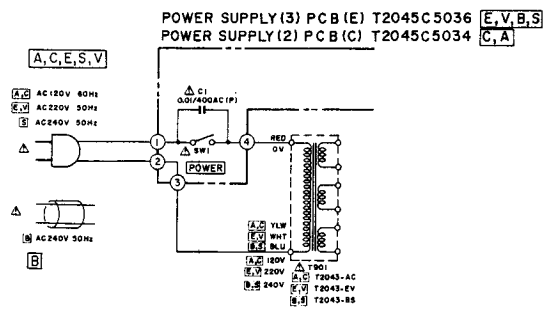 POWER SUPPLY(3) PCB(E) T2045C5036 E,V,B,S
POWER SUPPLY(2) PCB(C) T2045C5034 C,A
A,C,E,S,V
A,C AC120V 60Hz
E,V AC220V 50Hz
S AC240V 50Hz
C1
0.01/400AC(P)
1
SW1
4
RED
0V
2
POWER
3
B AC240V 50Hz
B
A,C YLW
E,V WHT
B,S BLU
A,C 120V
E,V 220V
B,S 240V
T901
A,C T2043-AC
E,V T2043-EV
B,S T2043-BS